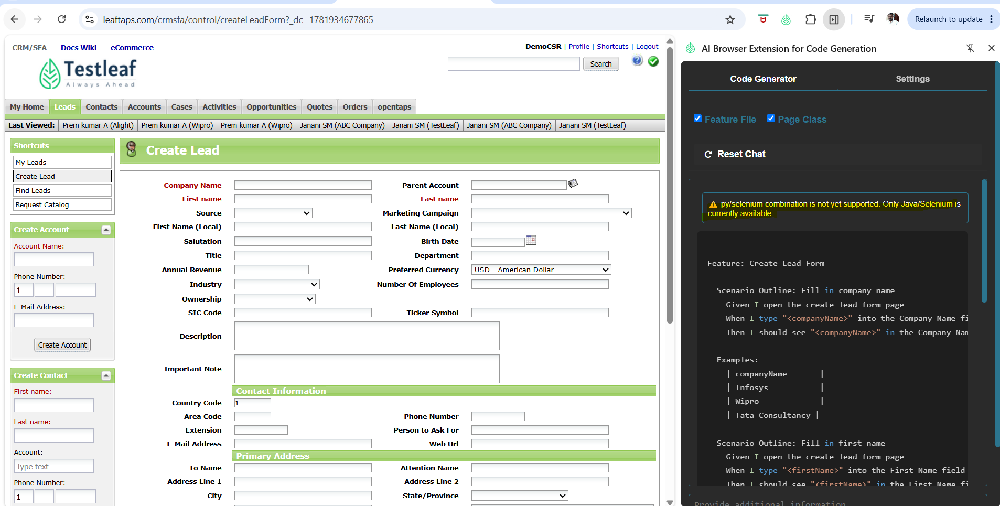 leaftaps.com/crmsfa/control/createLeadForm?_dc=1781934677865
Relaunch to update
CRM/SFA Docs Wiki eCommerce
DemoCSR | Profile | Shortcuts | Logout
Testleaf
Always Ahead
Search
My Home Leads Contacts Accounts Cases Activities Opportunities Quotes Orders opentaps
Last Viewed: Prem kumar A (Alight) Prem kumar A (Wipro) Prem kumar A (Wipro) Janani SM (ABC Company) Janani SM (TestLeaf) Janani SM (ABC Company) Janani SM (TestLeaf)
Shortcuts
My Leads
Create Lead
Find Leads
Request Catalog
Create Account
Account Name:
Phone Number:
1
E-Mail Address:
Create Account
Create Contact
First name:
Last name:
Account:
Type text
Phone Number:
1
Create Lead
Company Name Parent Account
First name Last name
Source Marketing Campaign
First Name (Local) Last Name (Local)
Salutation Birth Date
Title Department
Annual Revenue Preferred Currency USD - American Dollar
Industry Number Of Employees
Ownership
SIC Code Ticker Symbol
Description
Important Note
Contact Information
Country Code 1
Area Code Phone Number
Extension Person to Ask For
E-Mail Address Web Url
Primary Address
To Name Attention Name
Address Line 1 Address Line 2
City State/Province
AI Browser Extension for Code Generation
Code Generator Settings
Feature File Page Class
Reset Chat
py/selenium combination is not yet supported. Only Java/Selenium is
currently available.
Feature: Create Lead Form
Scenario Outline: Fill in company name
Given I open the create lead form page
When I type "<companyName>" into the Company Name fi
Then I should see "<companyName>" in the Company Nam
Examples:
| companyName |
| Infosys |
| Wipro |
| Tata Consultancy |
Scenario Outline: Fill in first name
Given I open the create lead form page
When I type "<firstName>" into the First Name field
Then I should see "<firstName>" in the First Name fi
Provide additional information